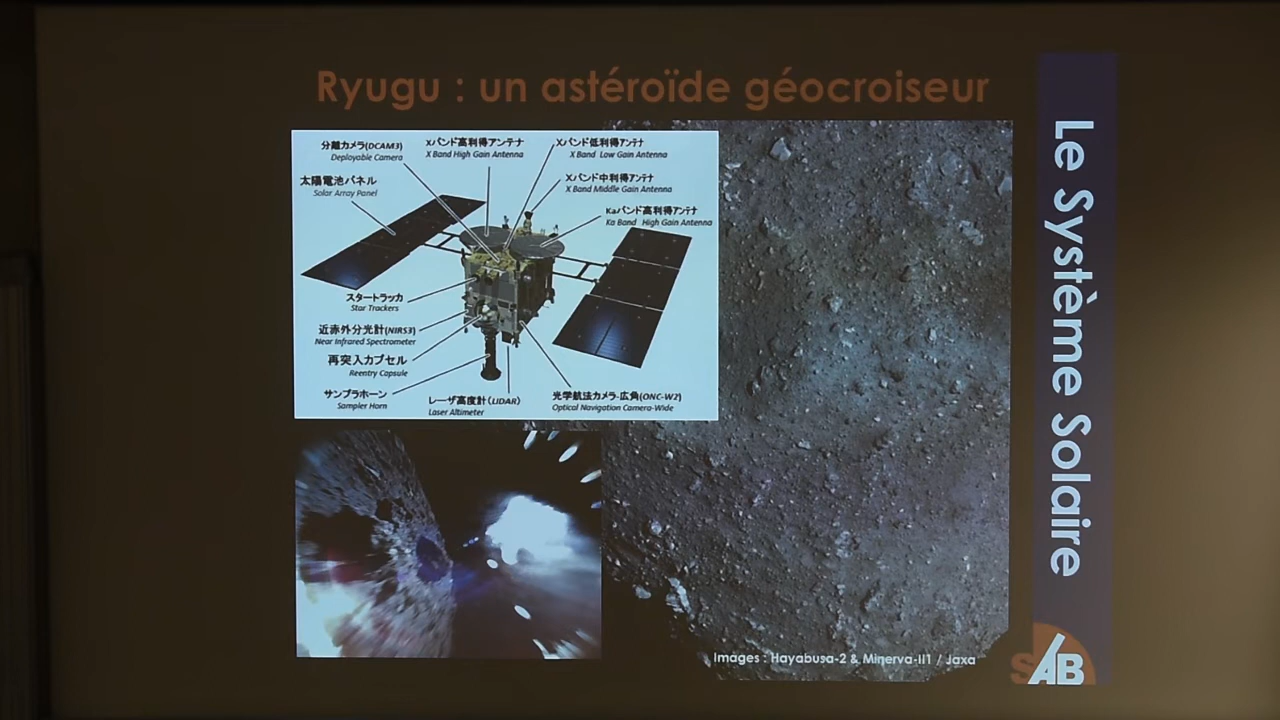 Ryugu : un astéroïde géocroiseur
分離カメラ(DCAM3)
Deployable Camera
Xバンド高利得アンテナ
X Band High Gain Antenna
Xバンド低利得アンテナ
X Band Low Gain Antenna
太陽電池パネル
Solar Array Panel
Xバンド中利得アンテナ
X Band Middle Gain Antenna
Kaバンド高利得アンテナ
Ka Band High Gain Antenna
スタートラッカ
Star Trackers
近赤外分光計(NIRS3)
Near Infrared Spectrometer
再突入カプセル
Reentry Capsule
サンプラホーン
Sampler Horn
レーザ高度計(LIDAR)
Laser Altimeter
光学航法カメラ-広角(ONC-W2)
Optical Navigation Camera-Wide
Images : Hayabusa-2 & Minerva-II1 / Jaxa
Le Système Solaire
SAB